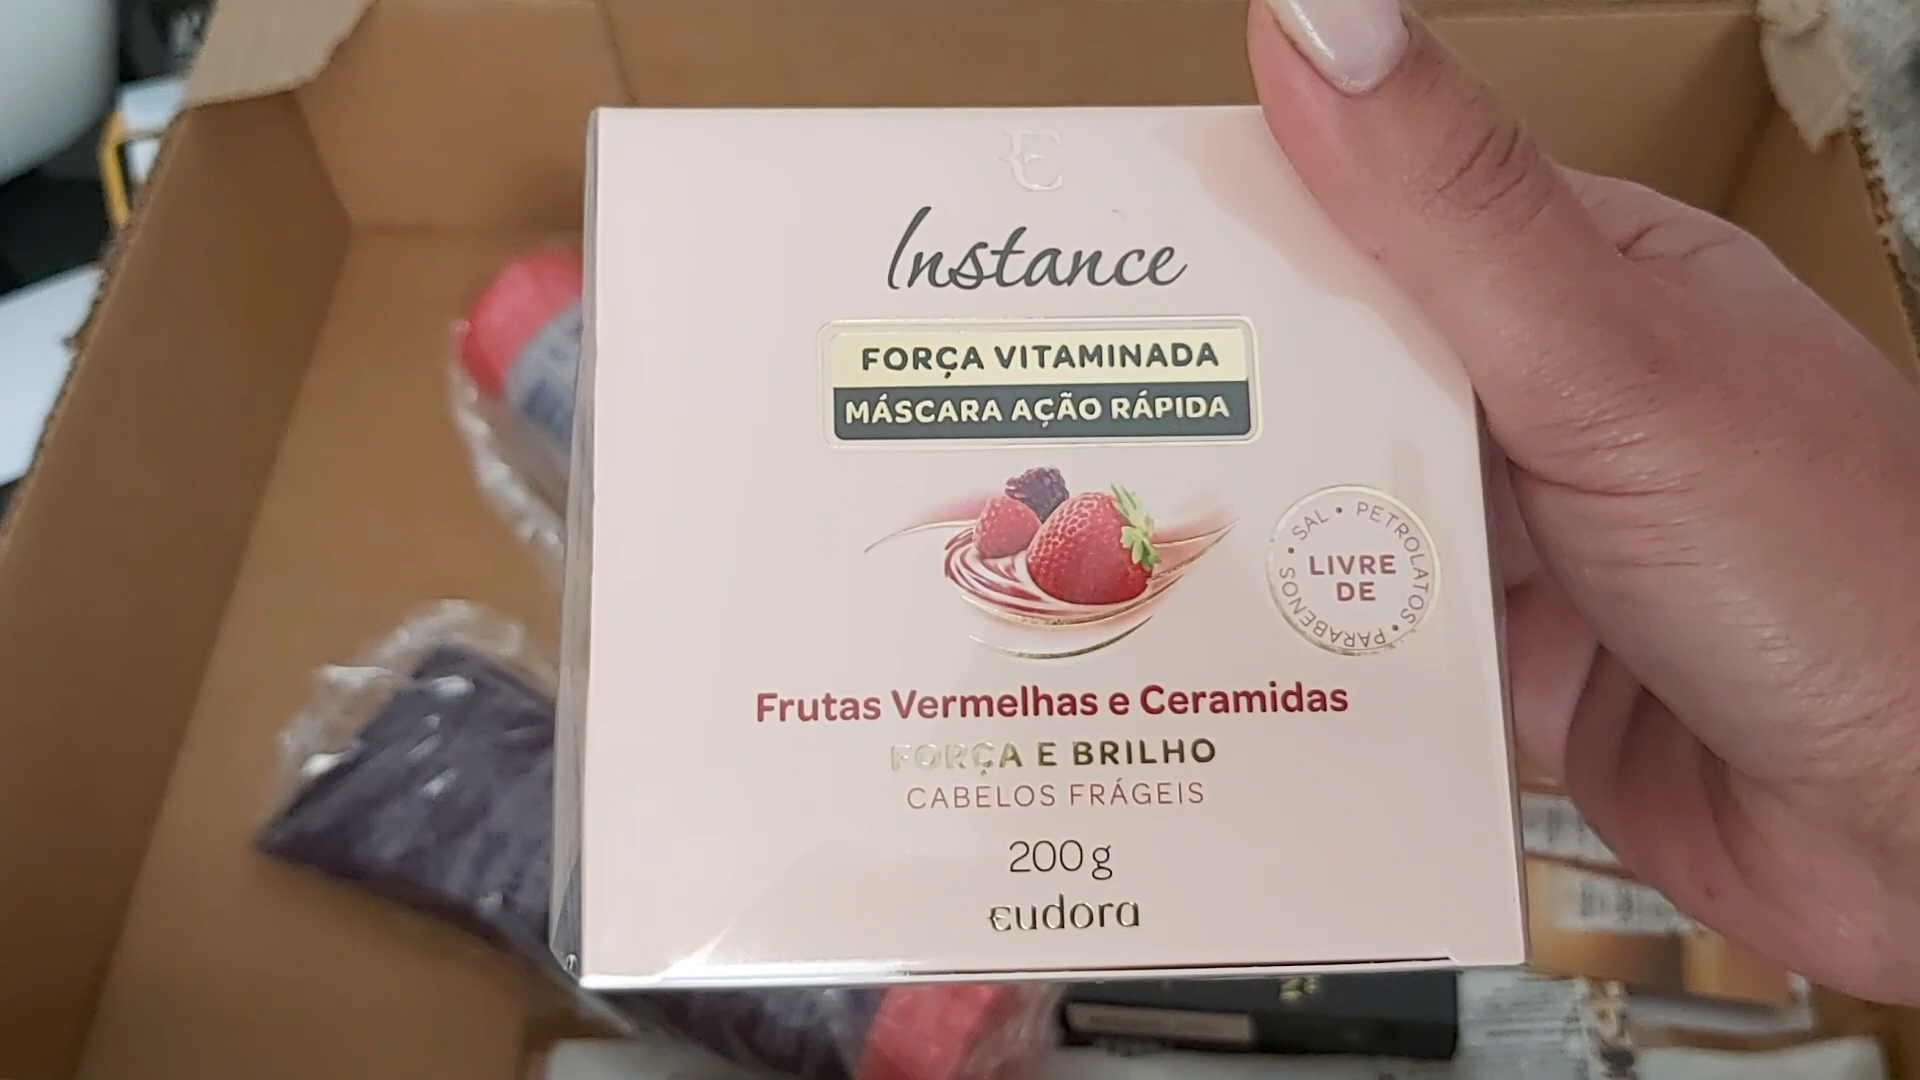 E
Instance
FORÇA VITAMINADA
MÁSCARA AÇÃO RÁPIDA
SAL • PETROLATOS • PARABENOS •
LIVRE
DE
Frutas Vermelhas e Ceramidas
FORÇA E BRILHO
CABELOS FRÁGEIS
200g
eudora